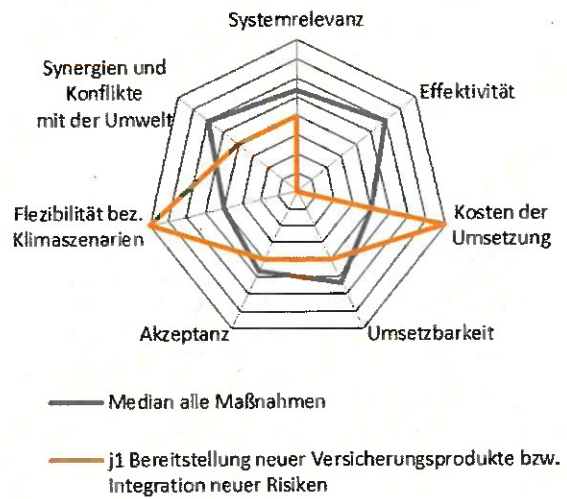 Systemrelevanz
Synergien und
Konflikte
mit der Umwelt
Effektivität
Flezibilität bez.
Klimaszenarien
Kosten der
Umsetzung
Akzeptanz
Umsetzbarkeit
Median alle Maßnahmen
j1 Bereitstellung neuer Versicherungsprodukte bzw.
Integration neuer Risiken